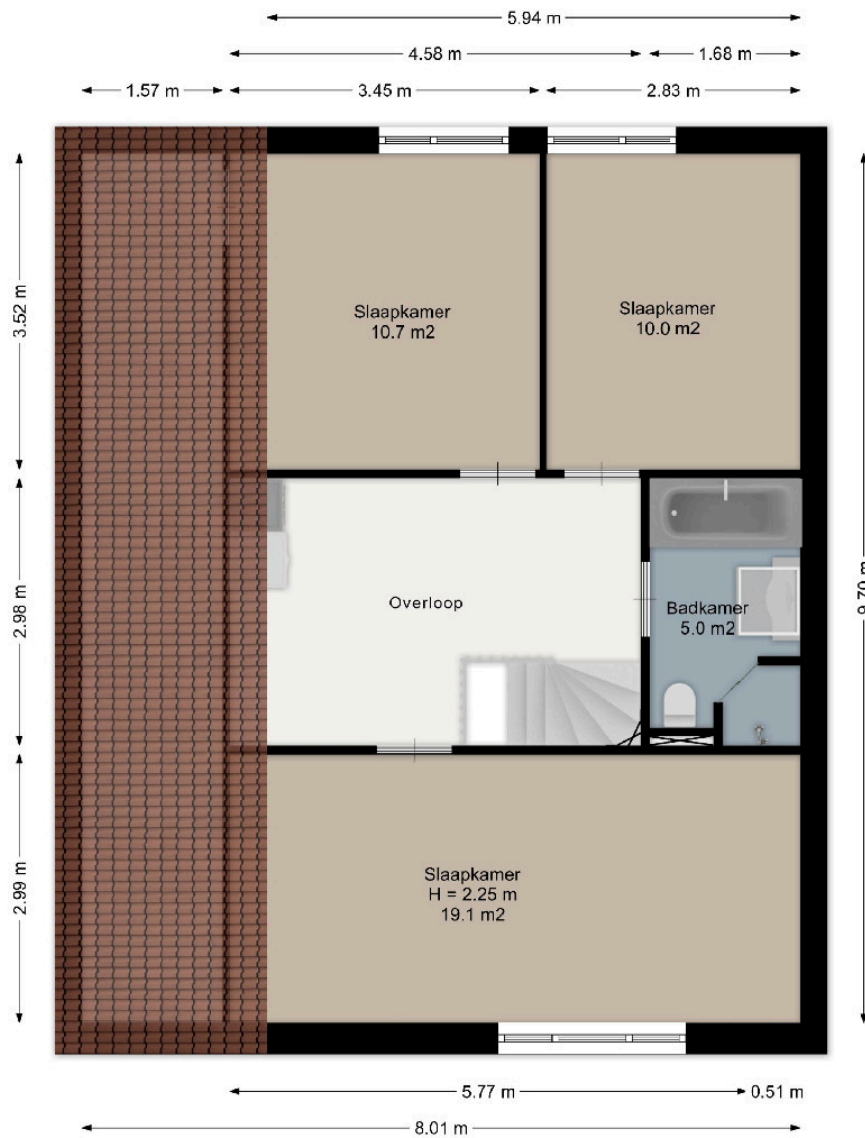 5.94 m
4.58 m
1.68 m
1.57 m
3.45 m
2.83 m
3.52 m
Slaapkamer
10.7 m2
Slaapkamer
10.0 m2
2.98 m
Overloop
Badkamer
5.0 m2
9.70 m
2.99 m
Slaapkamer
H = 2.25 m
19.1 m2
5.77 m
0.51 m
8.01 m